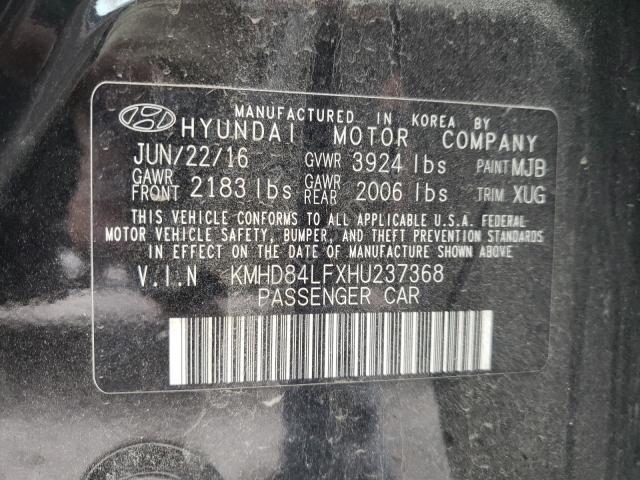 MANUFACTURED IN KOREA BY
HYUNDAI MOTOR COMPANY
JUN/22/16 GVWR 3924 lbs PAINT MJB
GAWR FRONT 2183 lbs GAWR REAR 2006 lbs TRIM XUG
THIS VEHICLE CONFORMS TO ALL APPLICABLE U.S.A. FEDERAL
MOTOR VEHICLE SAFETY, BUMPER, AND THEFT PREVENTION STANDARDS
IN EFFECT ON THE DATE OF MANUFACTURE SHOWN ABOVE
V.I.N KMHD84LFXHU237368
PASSENGER CAR